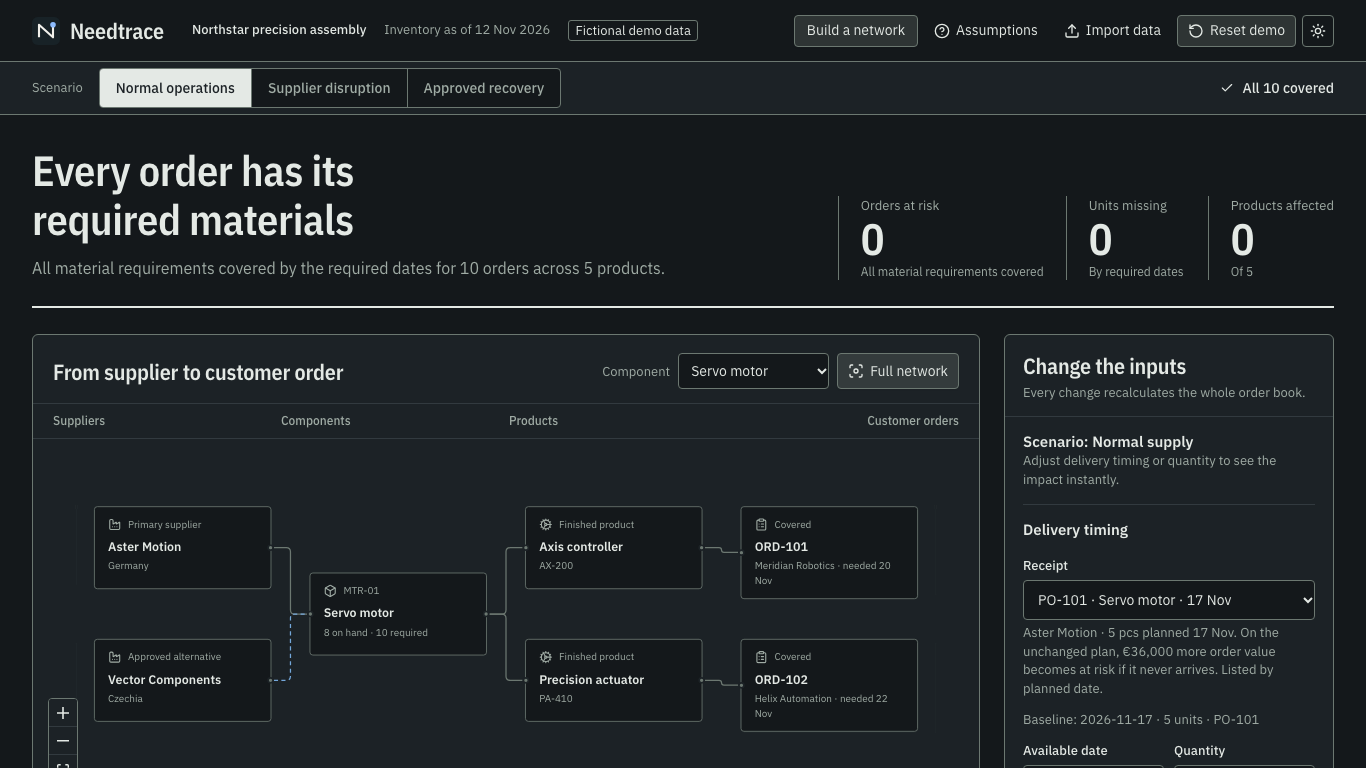 Needtrace
Northstar precision assembly
Inventory as of 12 Nov 2026
Fictional demo data
Build a network
Assumptions
Import data
Reset demo
Scenario
Normal operations
Supplier disruption
Approved recovery
All 10 covered
Every order has its
required materials
All material requirements covered by the required dates for 10 orders across 5 products.
Orders at risk
0
All material requirements covered
Units missing
0
By required dates
Products affected
0
Of 5
From supplier to customer order
Component
Servo motor
Full network
Suppliers
Components
Products
Customer orders
Primary supplier
Aster Motion
Germany
Approved alternative
Vector Components
Czechia
MTR-01
Servo motor
8 on hand · 10 required
Finished product
Axis controller
AX-200
Finished product
Precision actuator
PA-410
Covered
ORD-101
Meridian Robotics · needed 20
Nov
Covered
ORD-102
Helix Automation · needed 22
Nov
Change the inputs
Every change recalculates the whole order book.
Scenario: Normal supply
Adjust delivery timing or quantity to see the
impact instantly.
Delivery timing
Receipt
PO-101 · Servo motor · 17 Nov
Aster Motion · 5 pcs planned 17 Nov. On the
unchanged plan, €36,000 more order value
becomes at risk if it never arrives. Listed by
planned date.
Baseline: 2026-11-17 · 5 units · PO-101
Available date
Quantity